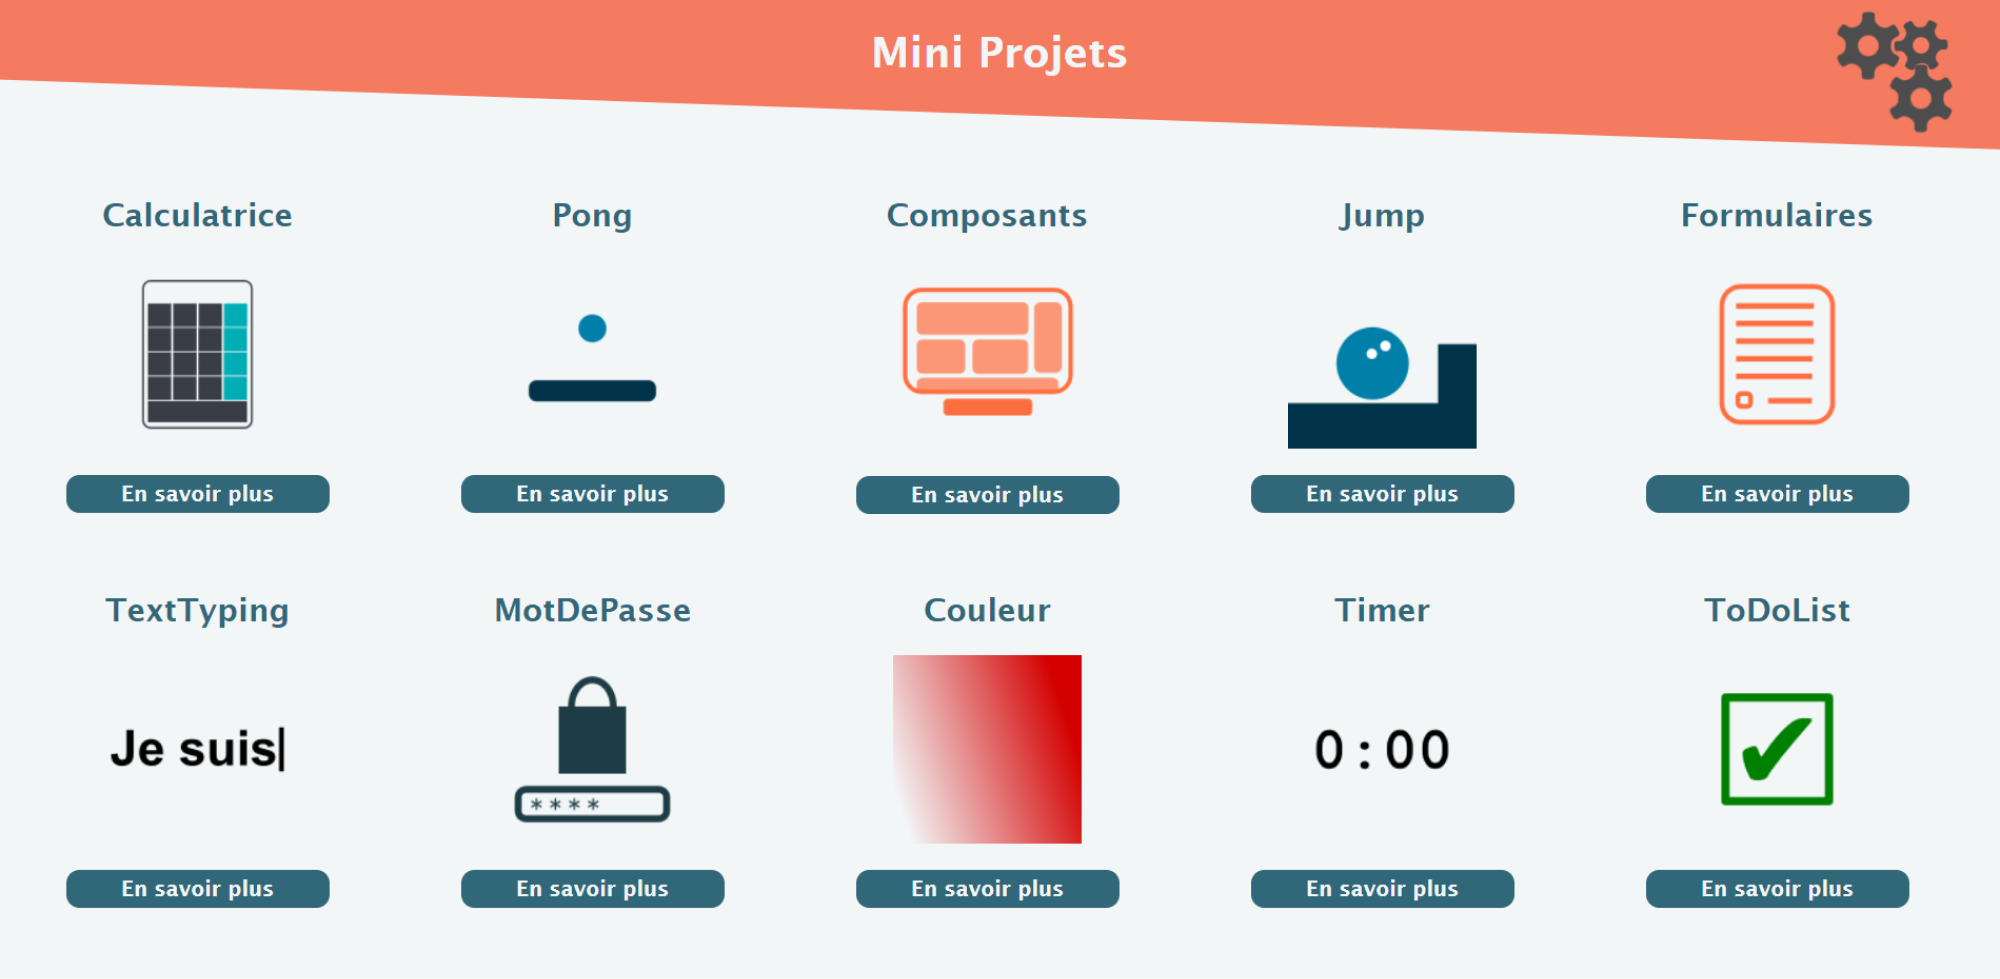 Mini Projets
Calculatrice
Pong
Composants
Jump
Formulaires
En savoir plus
En savoir plus
En savoir plus
En savoir plus
En savoir plus
TextTyping
MotDePasse
Couleur
Timer
ToDoList
Je suis|
****
0:00
En savoir plus
En savoir plus
En savoir plus
En savoir plus
En savoir plus